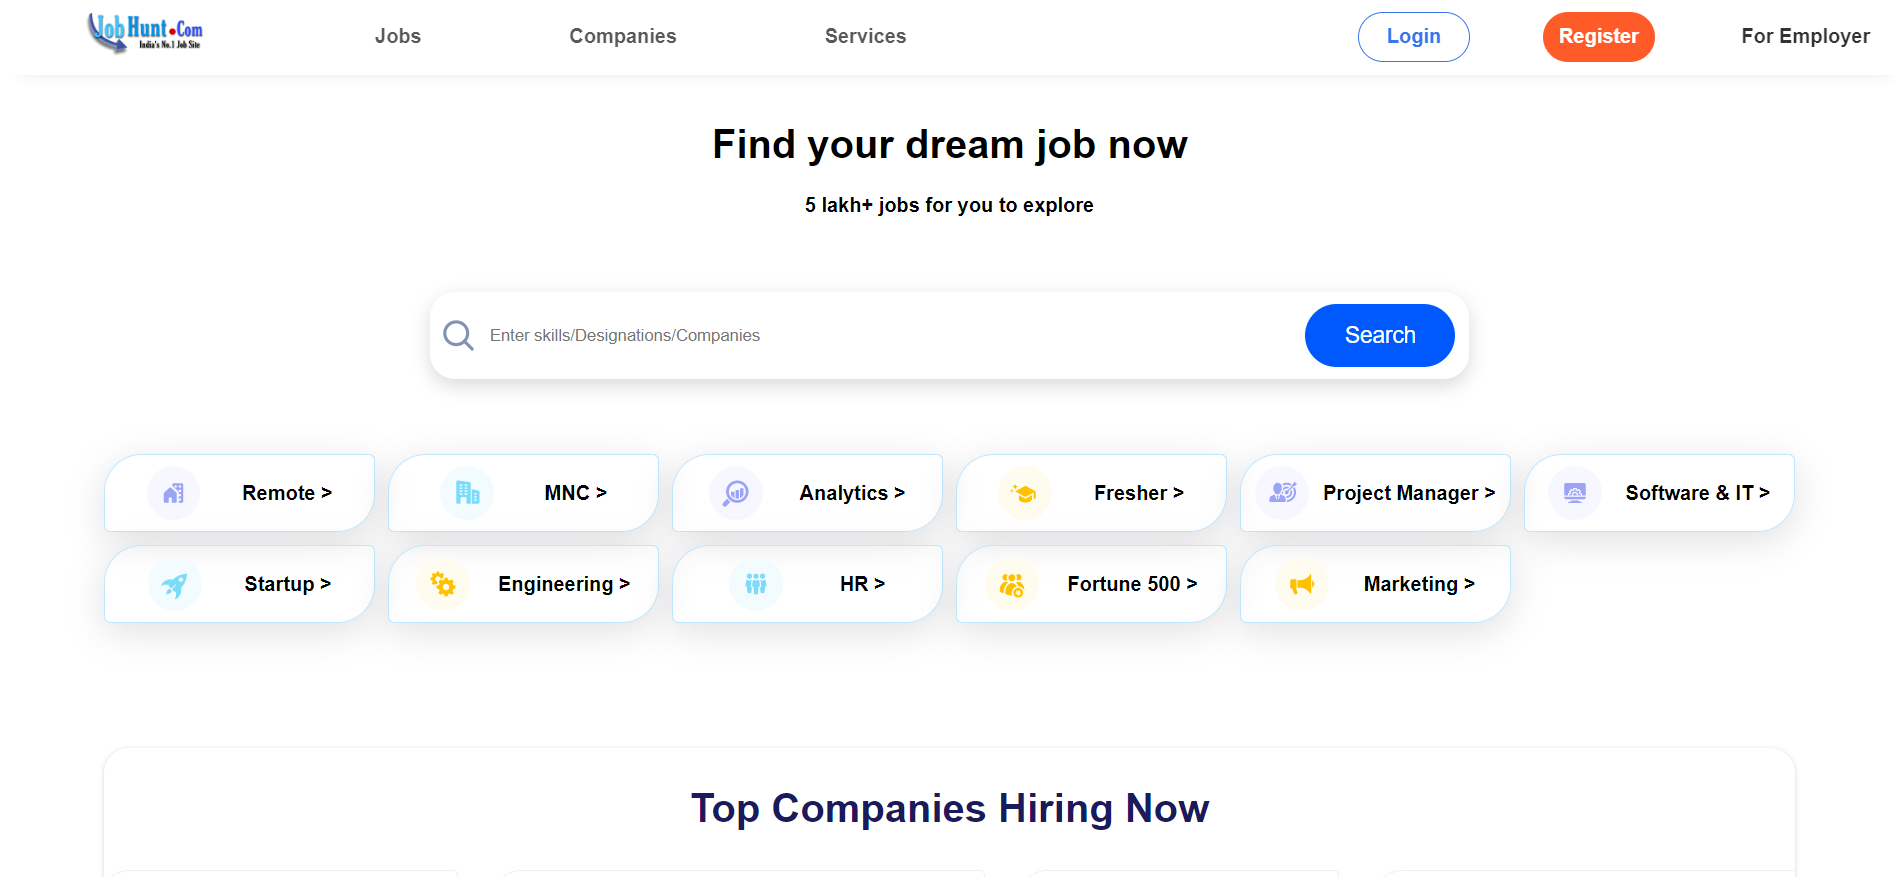 Job Hunt.Com
India's No.1 Job Site
Jobs
Companies
Services
Login
Register
For Employer
Find your dream job now
5 lakh+ jobs for you to explore
Enter skills/Designations/Companies
Search
Remote >
MNC >
Analytics >
Fresher >
Project Manager >
Software & IT >
Startup >
Engineering >
HR >
Fortune 500 >
Marketing >
Top Companies Hiring Now